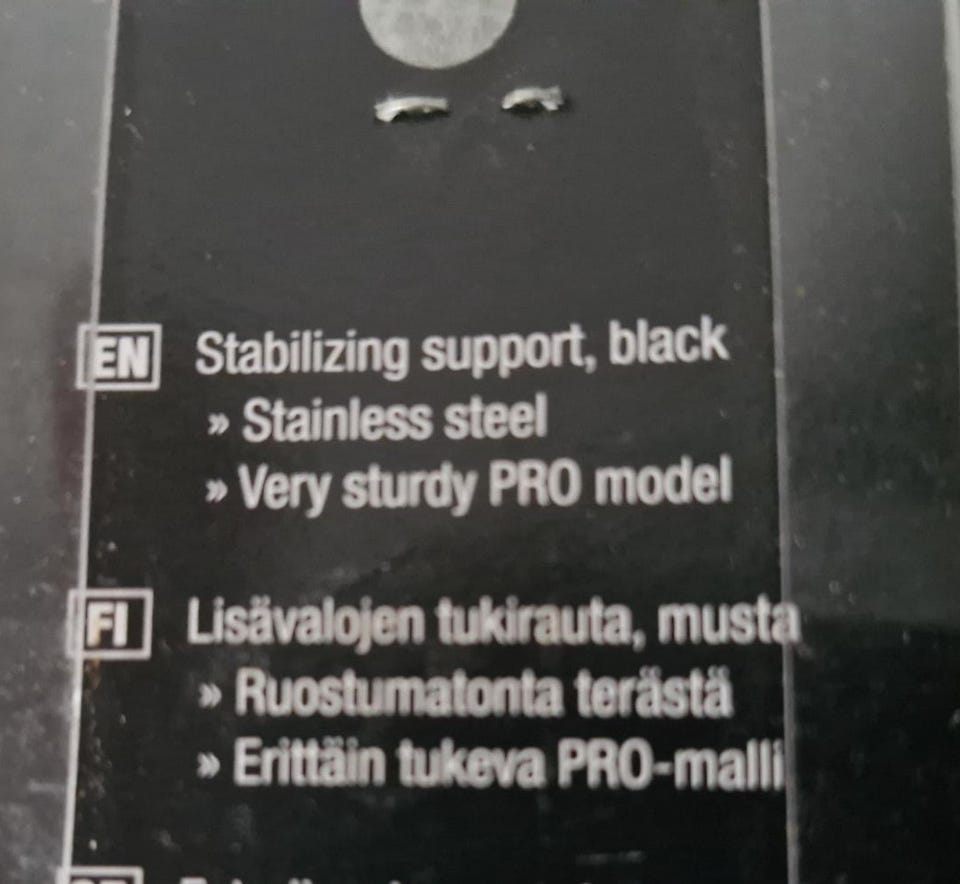 EN Stabilizing support, black
» Stainless steel
» Very sturdy PRO model
FI Lisävalojen tukirauta, musta
» Ruostumatonta terästä
» Erittäin tukeva PRO-malli